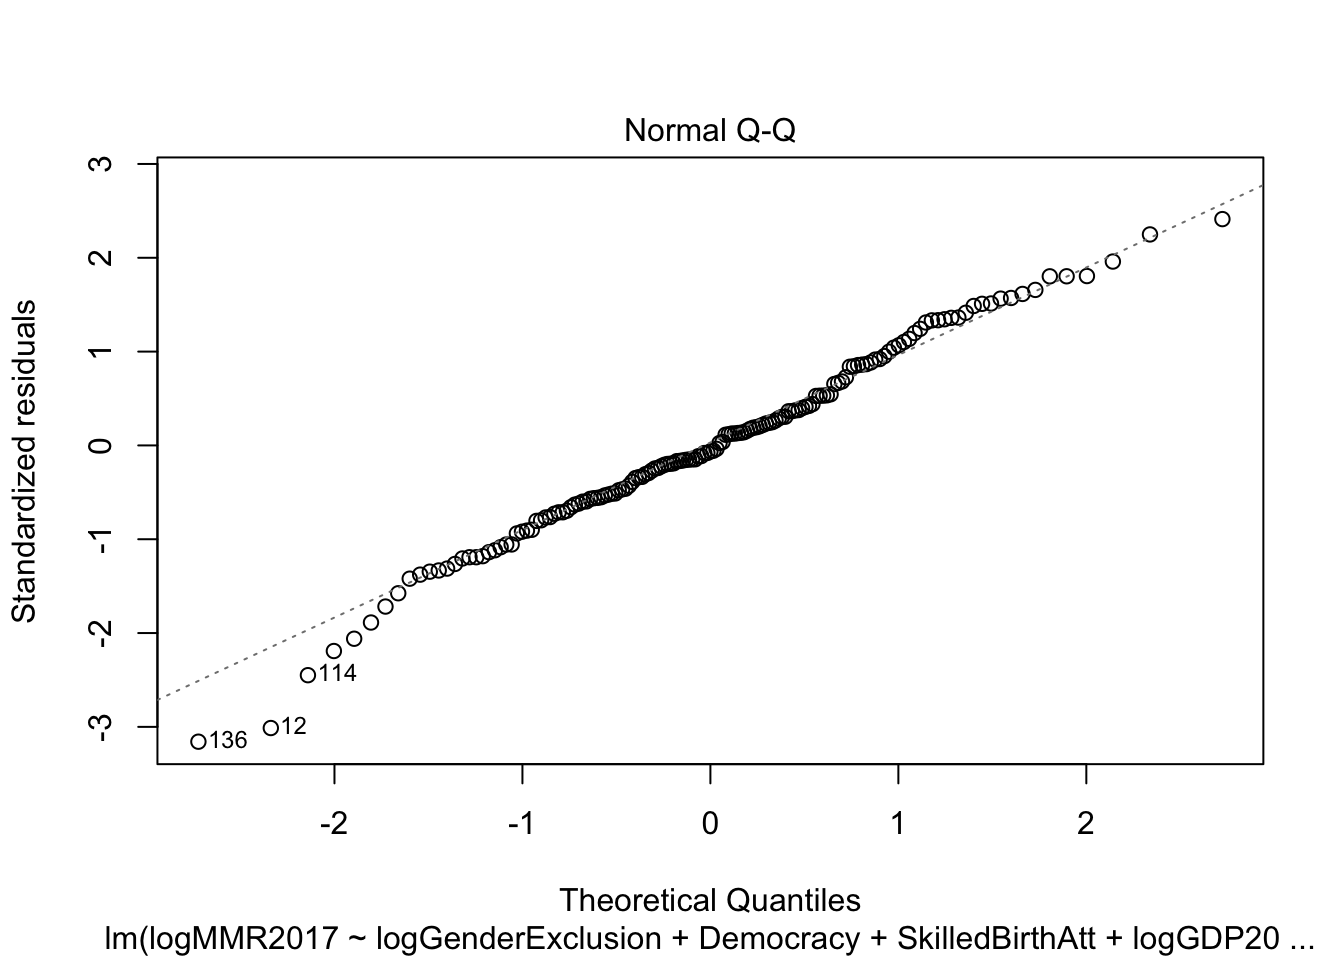 Normal Q-Q
3
2
1
0
-1
-2
-3
Standardized residuals
114
12
136
-2 -1 0 1 2
Theoretical Quantiles
lm(logMMR2017 ~ logGenderExclusion + Democracy + SkilledBirthAtt + logGDP20 ...